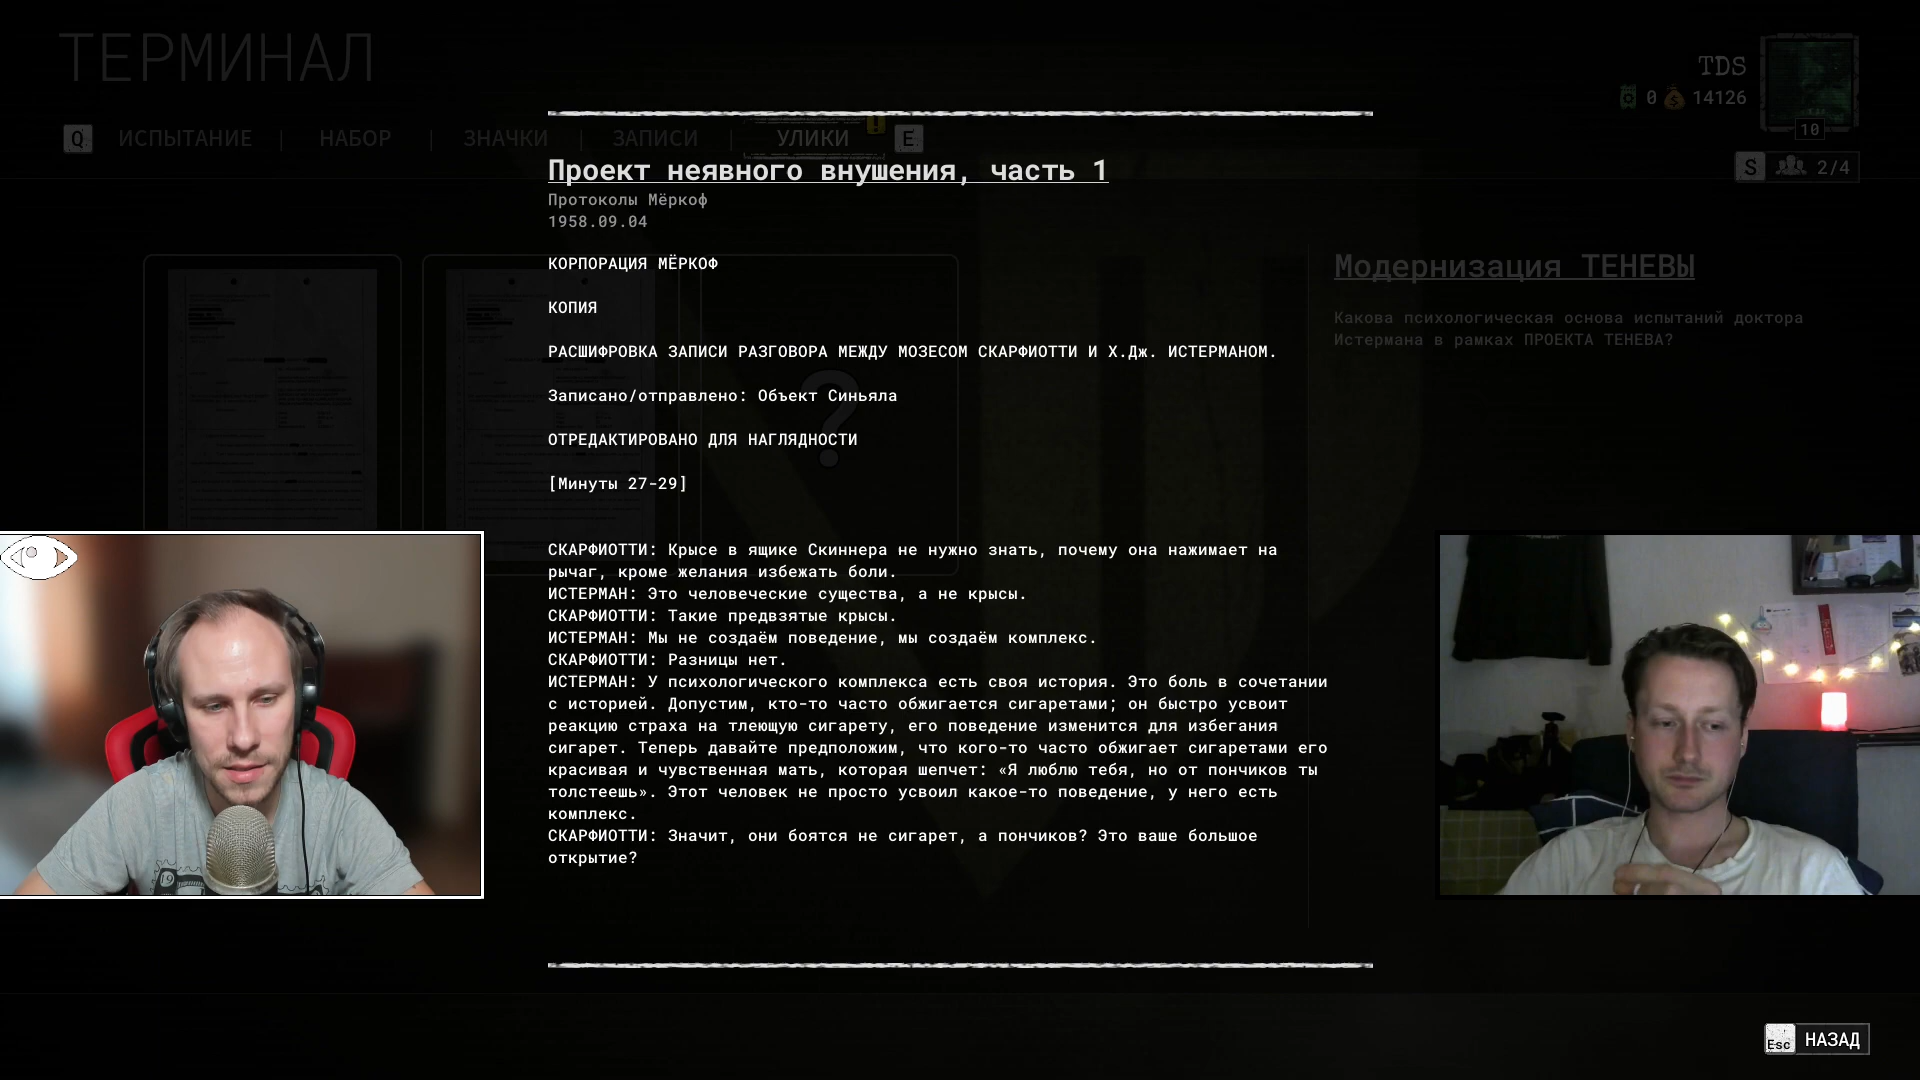 ТЕРМИНАЛ
TDS
0 14126
10
Q ИСПЫТАНИЕ | НАБОР | ЗНАЧКИ | ЗАПИСИ | УЛИКИ ! E
S 2/4
Проект неявного внушения, часть 1
Протоколы Мёркоф
1958.09.04
КОРПОРАЦИЯ МЁРКОФ
КОПИЯ
РАСШИФРОВКА ЗАПИСИ РАЗГОВОРА МЕЖДУ МОЗЕСОМ СКАРФИОТТИ И Х.Дж. ИСТЕРМАНОМ.
Записано/отправлено: Объект Синьяла
ОТРЕДАКТИРОВАНО ДЛЯ НАГЛЯДНОСТИ
[Минуты 27-29]
СКАРФИОТТИ: Крысе в ящике Скиннера не нужно знать, почему она нажимает на
рычаг, кроме желания избежать боли.
ИСТЕРМАН: Это человеческие существа, а не крысы.
СКАРФИОТТИ: Такие предвзятые крысы.
ИСТЕРМАН: Мы не создаём поведение, мы создаём комплекс.
СКАРФИОТТИ: Разницы нет.
ИСТЕРМАН: У психологического комплекса есть своя история. Это боль в сочетании
с историей. Допустим, кто-то часто обжигается сигаретами; он быстро усвоит
реакцию страха на тлеющую сигарету, его поведение изменится для избегания
сигарет. Теперь давайте предположим, что кого-то часто обжигает сигаретами его
красивая и чувственная мать, которая шепчет: «Я люблю тебя, но от пончиков ты
толстеешь». Этот человек не просто усвоил какое-то поведение, у него есть
комплекс.
СКАРФИОТТИ: Значит, они боятся не сигарет, а пончиков? Это ваше большое
открытие?
?
Модернизация ТЕНЕВЫ
Какова психологическая основа испытаний доктора
Истермана в рамках ПРОЕКТА ТЕНЕВА?
19
Esc НАЗАД